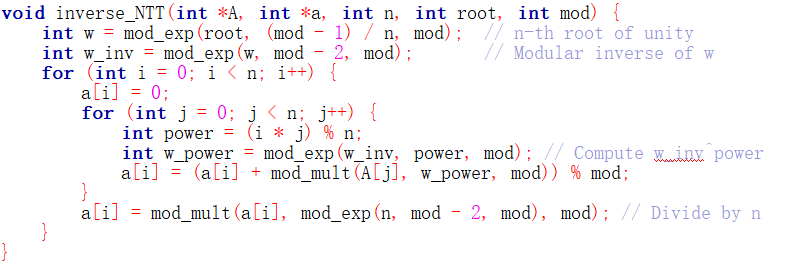 void inverse_NTT(int *A, int *a, int n, int root, int mod) {
    int w = mod_exp(root, (mod - 1) / n, mod);  // n-th root of unity
    int w_inv = mod_exp(w, mod - 2, mod);       // Modular inverse of w
    for (int i = 0; i < n; i++) {
        a[i] = 0;
        for (int j = 0; j < n; j++) {
            int power = (i * j) % n;
            int w_power = mod_exp(w_inv, power, mod); // Compute w_inv^power
            a[i] = (a[i] + mod_mult(A[j], w_power, mod)) % mod;
        }
        a[i] = mod_mult(a[i], mod_exp(n, mod - 2, mod), mod); // Divide by n
    }
}